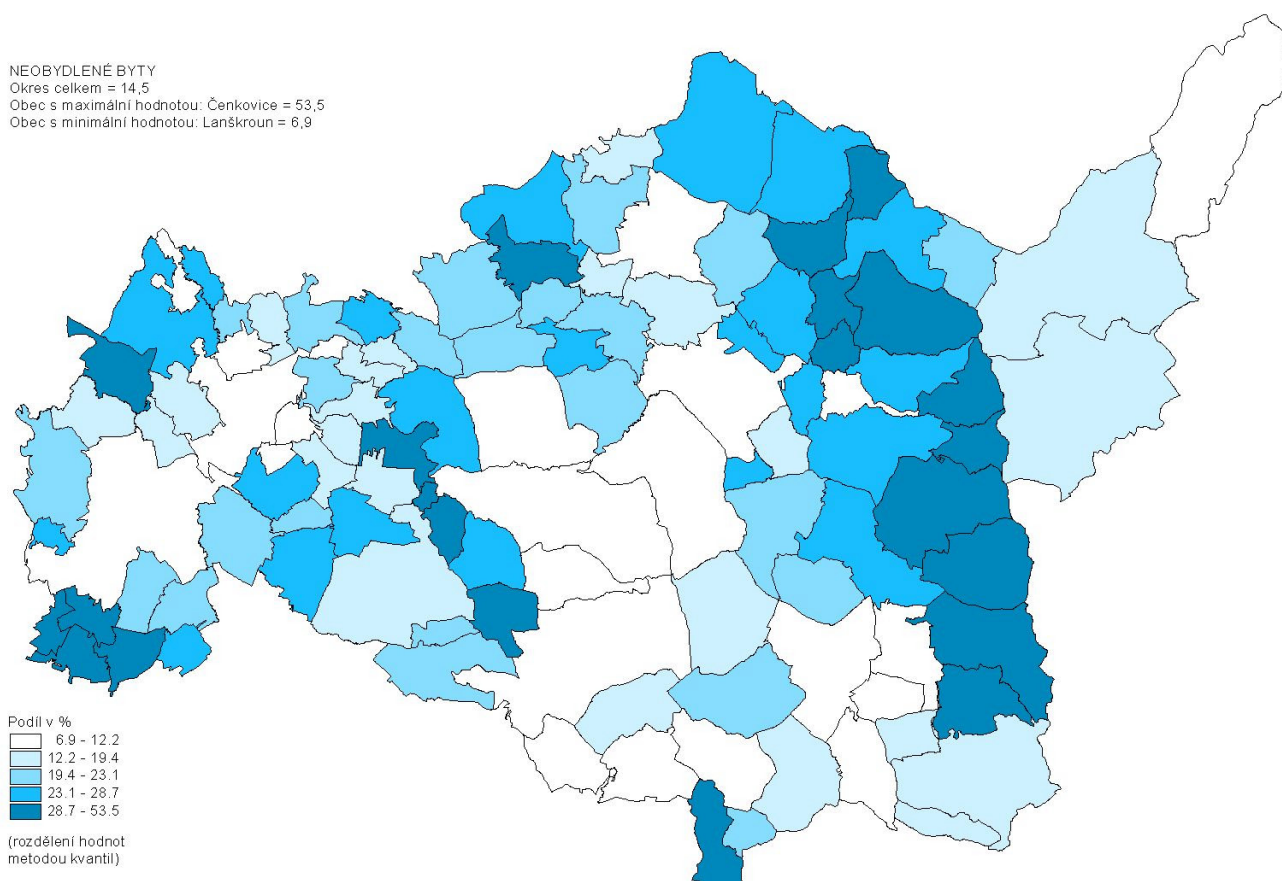 NEOBYDLENÉ BYTY
Okres celkem = 14,5
Obec s maximální hodnotou: Čenkovice = 53,5
Obec s minimální hodnotou: Lanškroun = 6,9
Podíl v %
6.9 - 12.2
12.2 - 19.4
19.4 - 23.1
23.1 - 28.7
28.7 - 53.5
(rozdělení hodnot
metodou kvantil)